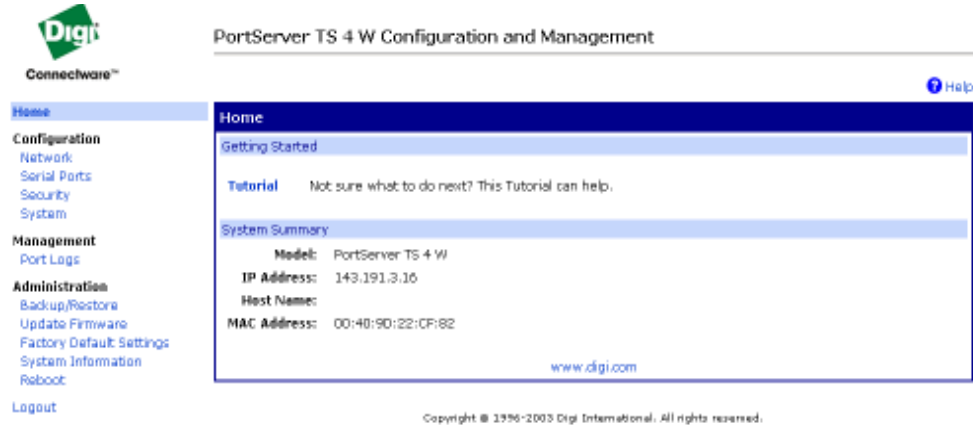 Digi
Connectware™
PortServer TS 4 W Configuration and Management
Help
Home
Configuration
Network
Serial Ports
Security
System
Management
Port Logs
Administration
Backup/Restore
Update Firmware
Factory Default Settings
System Information
Reboot
Logout
Home
Getting Started
Tutorial Not sure what to do next? This Tutorial can help.
System Summary
Model: PortServer TS 4 W
IP Address: 143.191.3.16
Host Name:
MAC Address: 00:40:9D:22:CF:82
www.digi.com
Copyright © 1996-2003 Digi International. All rights reserved.